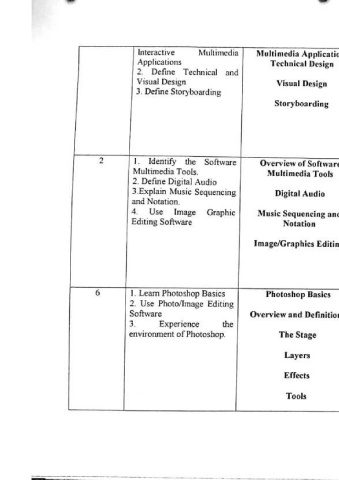 Interactive Multimedia
Applications
2. Define Technical and
Visual Design
3. Define Storyboarding
Multimedia Applicatio
Technical Design
Visual Design
Storyboarding
2
1. Identify the Software
Multimedia Tools.
2. Define Digital Audio
3.Explain Music Sequencing
and Notation.
4. Use Image Graphic
Editing Software
Overview of Software
Multimedia Tools
Digital Audio
Music Sequencing and
Notation
Image/Graphics Editin
6
1. Learn Photoshop Basics
2. Use Photo/Image Editing
Software
3. Experience the
environment of Photoshop.
Photoshop Basics
Overview and Definition
The Stage
Layers
Effects
Tools